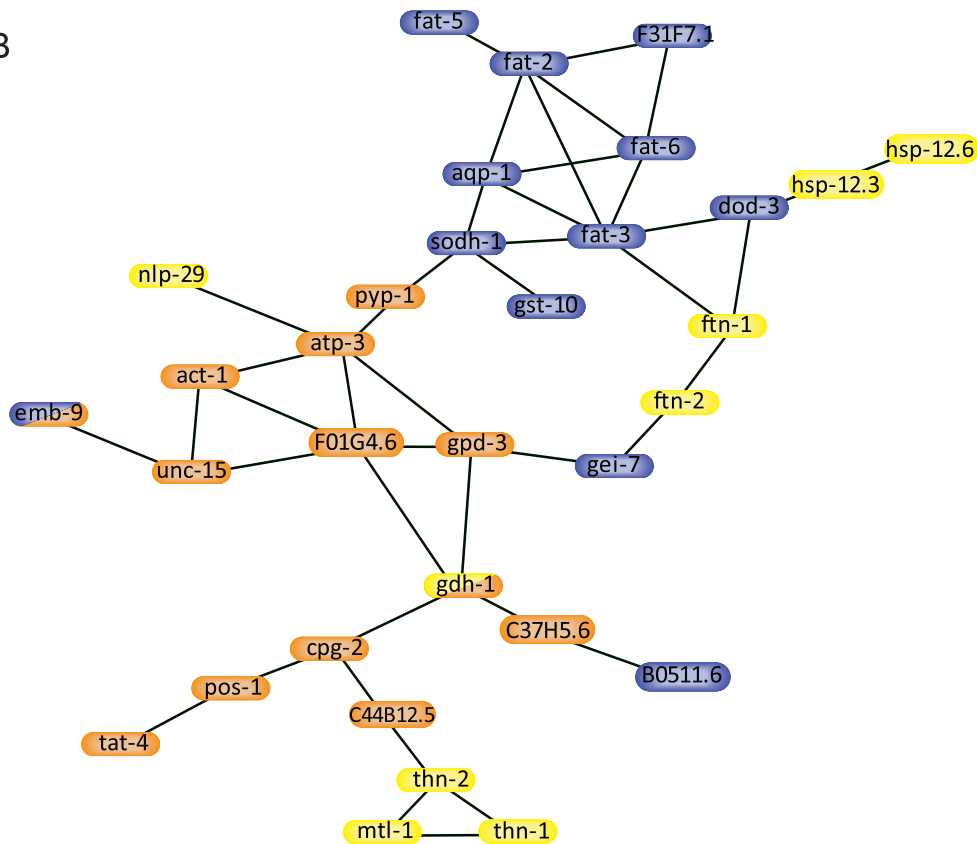 B
fat-5
F31F7.1
fat-2
fat-6
hsp-12.6
aqp-1
hsp-12.3
dod-3
sodh-1
fat-3
nlp-29
pyp-1
gst-10
ftn-1
atp-3
act-1
ftn-2
emb-9
F01G4.6
gpd-3
gei-7
unc-15
gdh-1
C37H5.6
cpg-2
B0511.6
pos-1
C44B12.5
tat-4
thn-2
mtl-1
thn-1